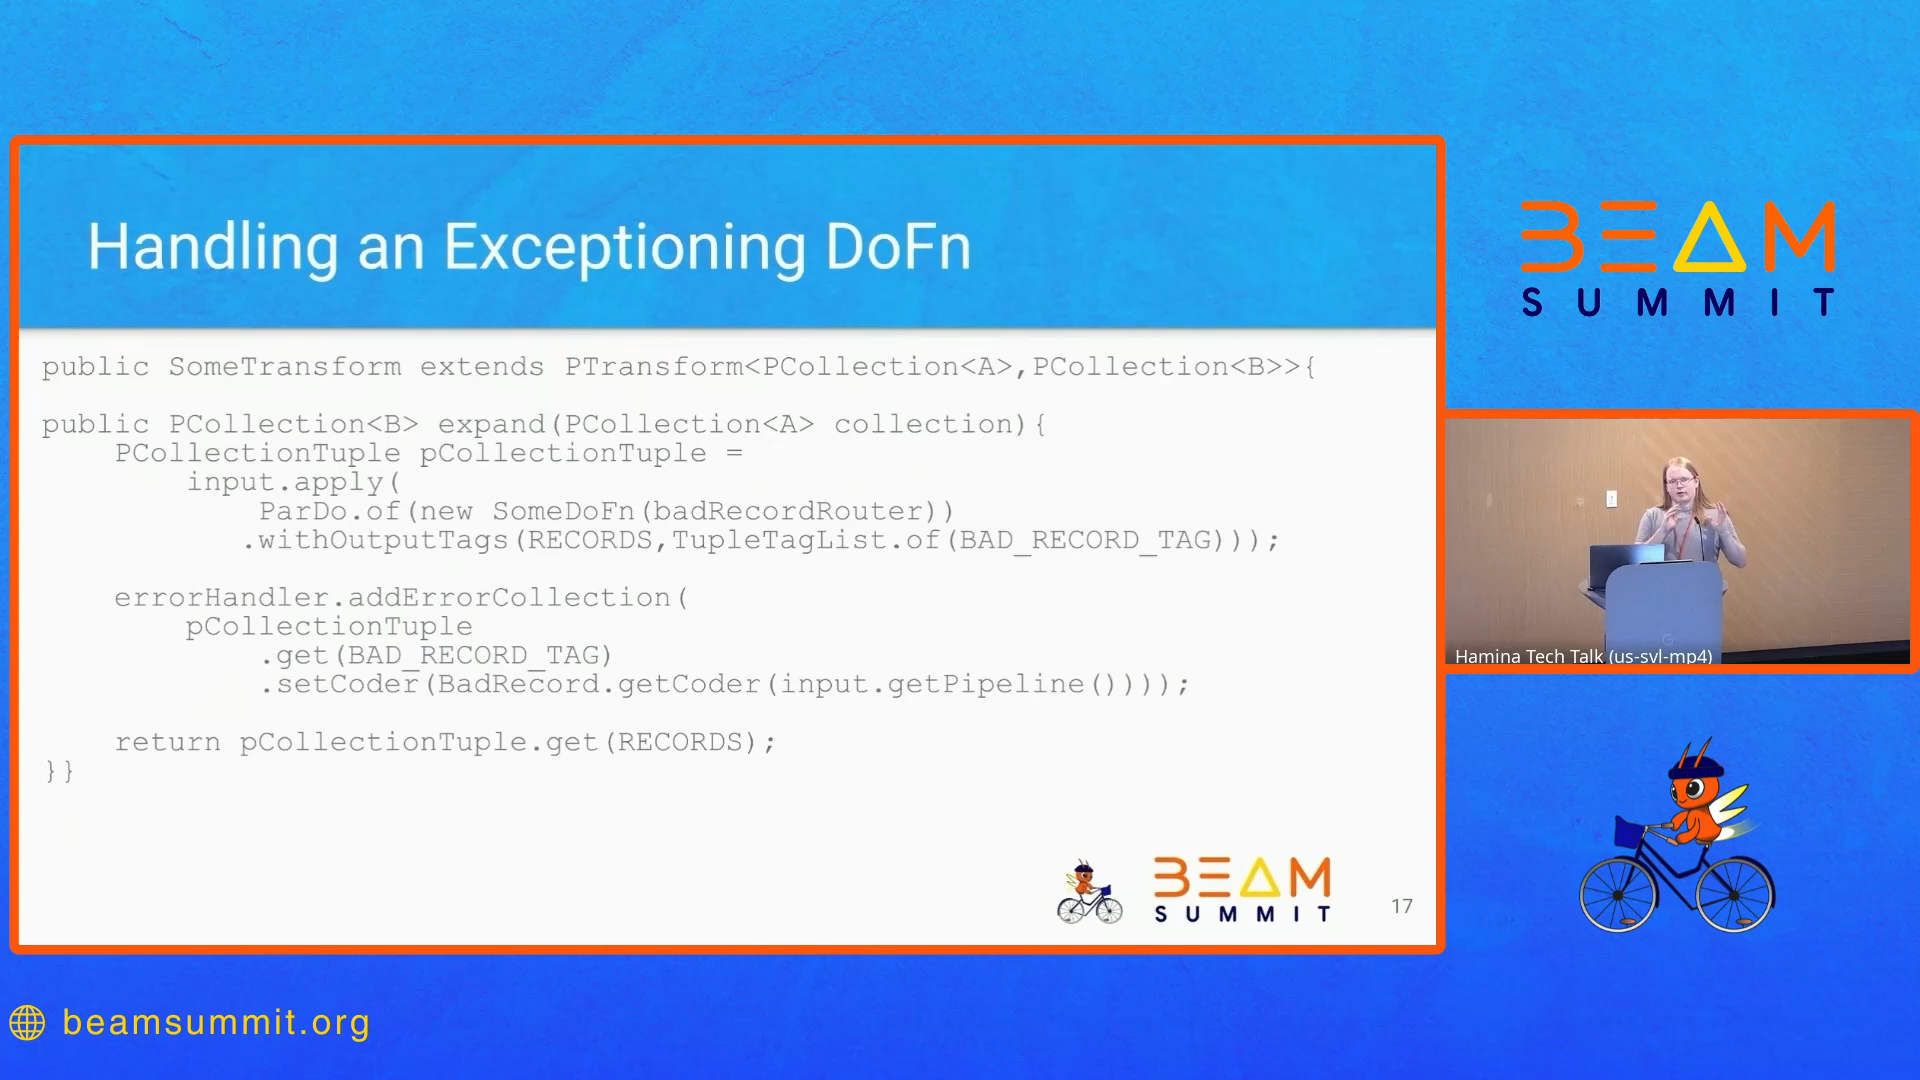 Handling an Exceptioning DoFn
public SomeTransform extends PTransform<PCollection<A>,PCollection<B>>{
public PCollection<B> expand(PCollection<A> collection){
PCollectionTuple pCollectionTuple =
input.apply(
ParDo.of(new SomeDoFn(badRecordRouter))
.withOutputTags(RECORDS,TupleTagList.of(BAD_RECORD_TAG)));
errorHandler.addErrorCollection(
pCollectionTuple
.get(BAD_RECORD_TAG)
.setCoder(BadRecord.getCoder(input.getPipeline())));
return pCollectionTuple.get(RECORDS);
}}
BEAM
SUMMIT
17
BEAM
SUMMIT
Hamina Tech Talk (us-svl-mp4)
beamsummit.org